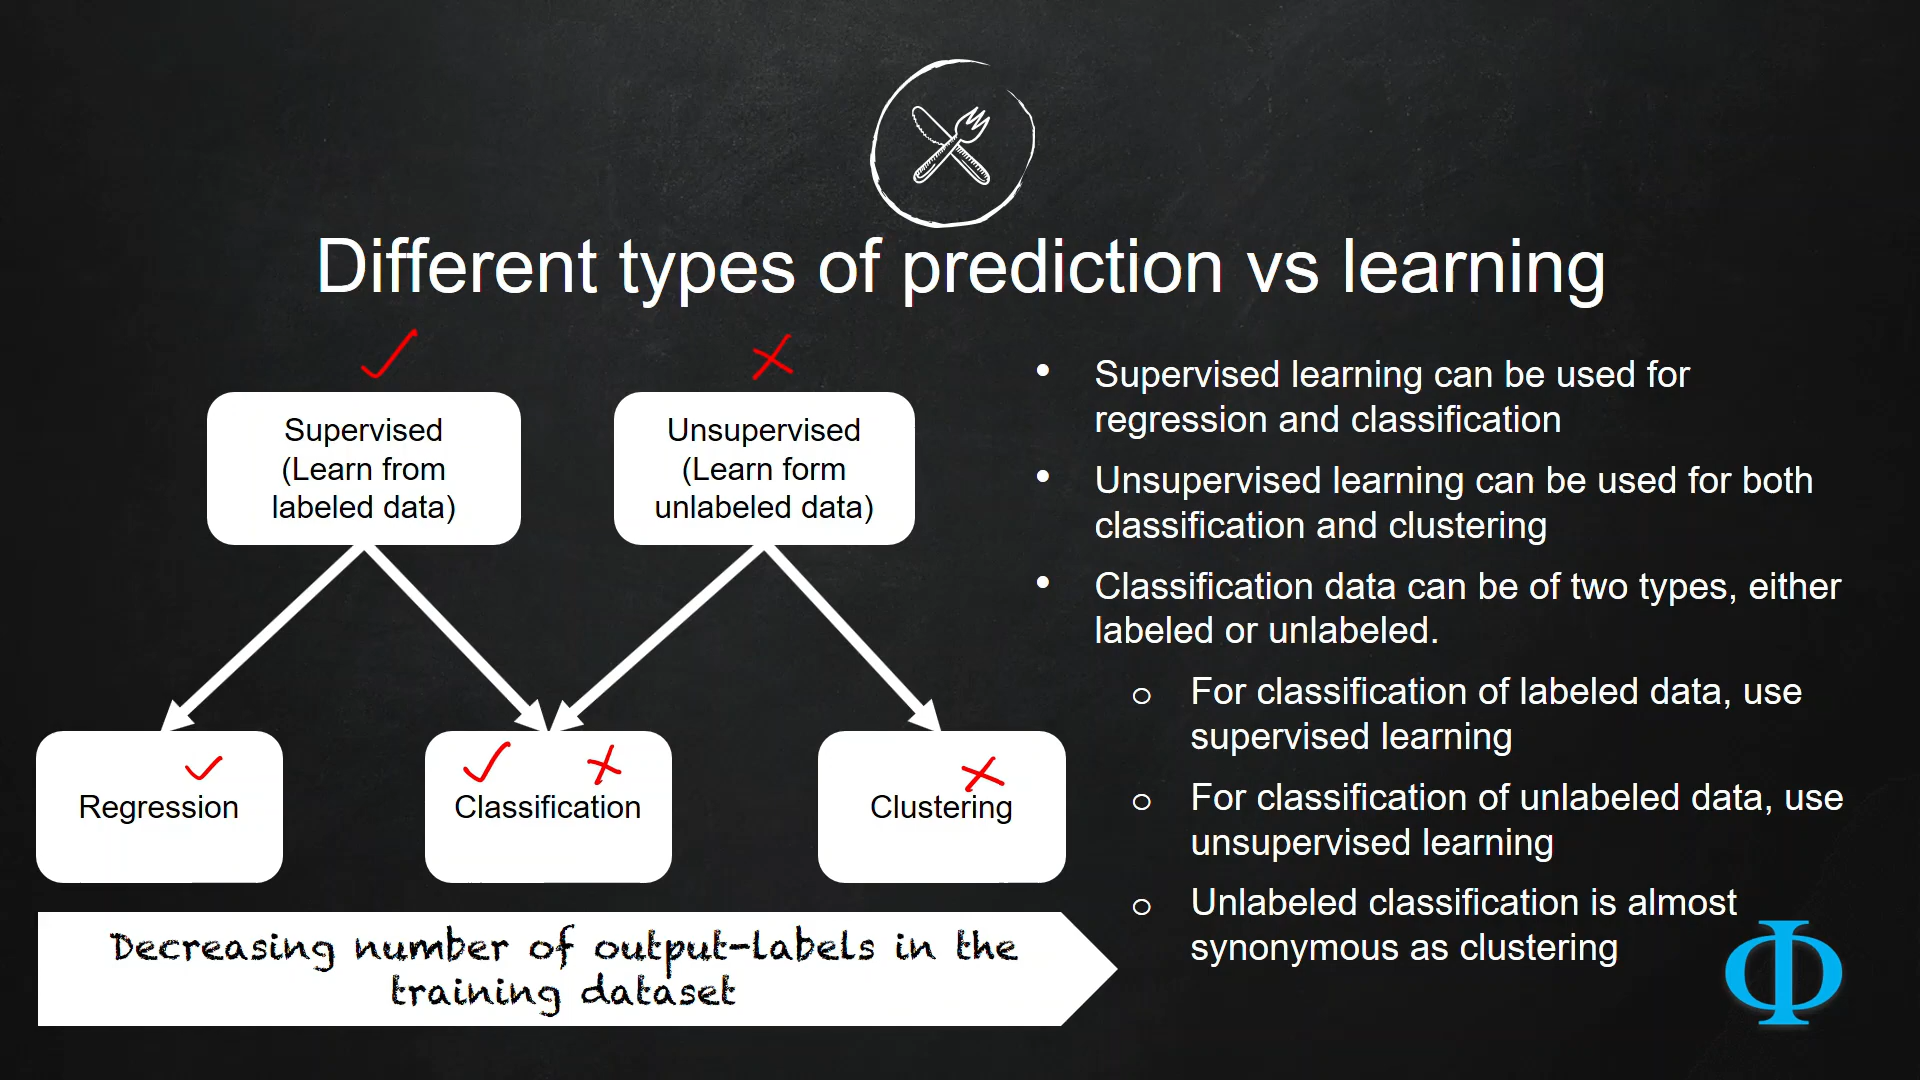 Different types of prediction vs learning
Supervised
(Learn from
labeled data)
Unsupervised
(Learn form
unlabeled data)
Regression
Classification
Clustering
Decreasing number of output-labels in the
training dataset
• Supervised learning can be used for
regression and classification
• Unsupervised learning can be used for both
classification and clustering
• Classification data can be of two types, either
labeled or unlabeled.
o For classification of labeled data, use
supervised learning
o For classification of unlabeled data, use
unsupervised learning
o Unlabeled classification is almost
synonymous as clustering
Φ